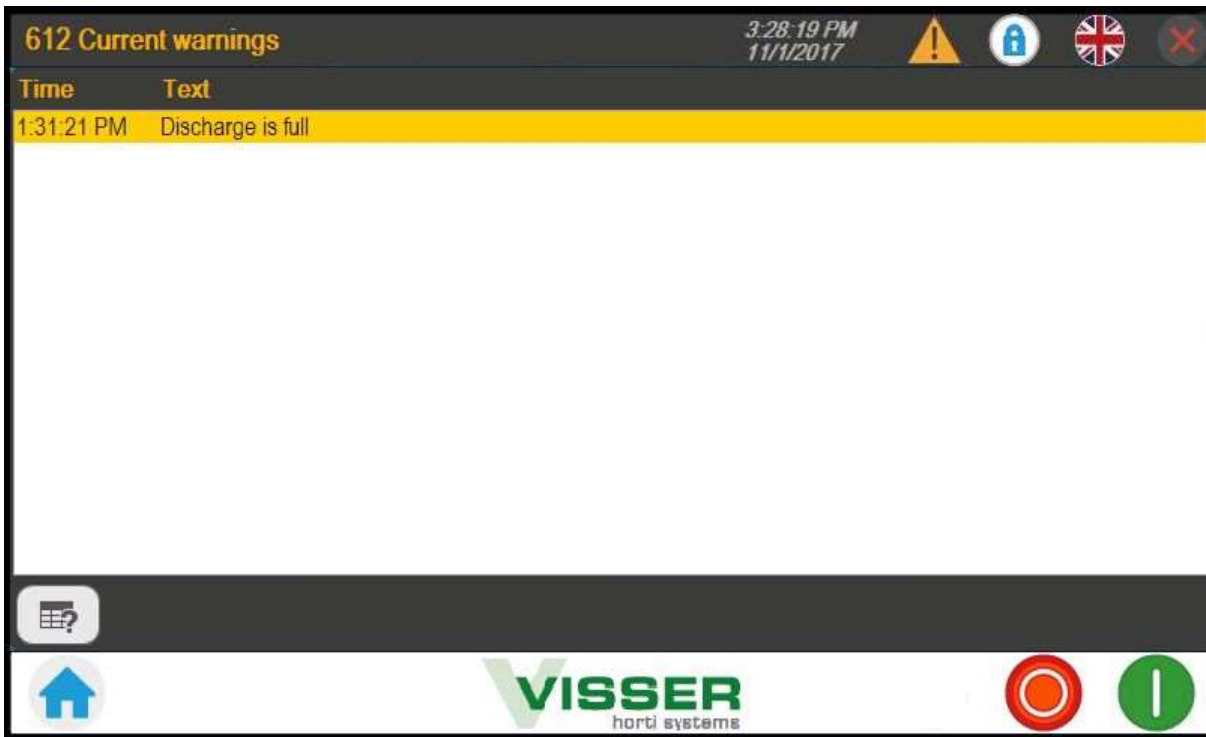 612 Current warnings
3:28:19 PM
11/1/2017
Time Text
1:31:21 PM Discharge is full
?
VISSER
horti systems